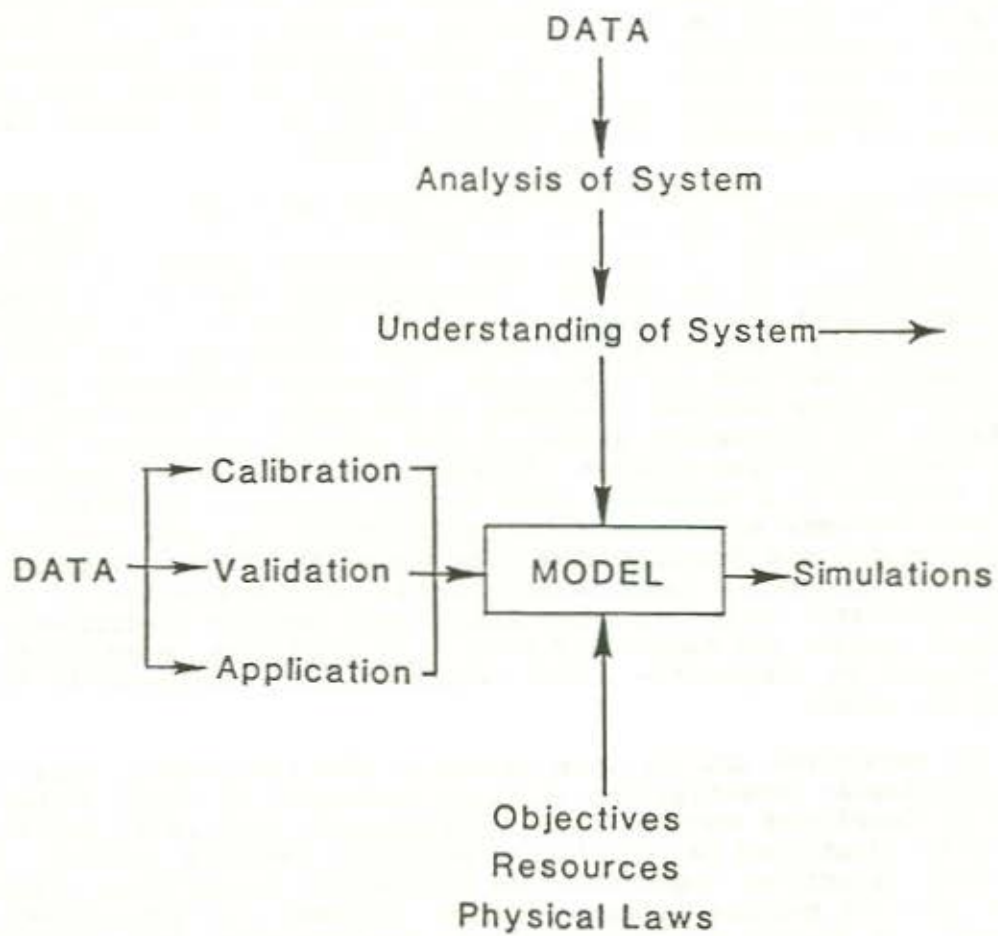 DATA
Analysis of System
Understanding of System
Calibration
DATA
Validation
MODEL
Simulations
Application
Objectives
Resources
Physical Laws